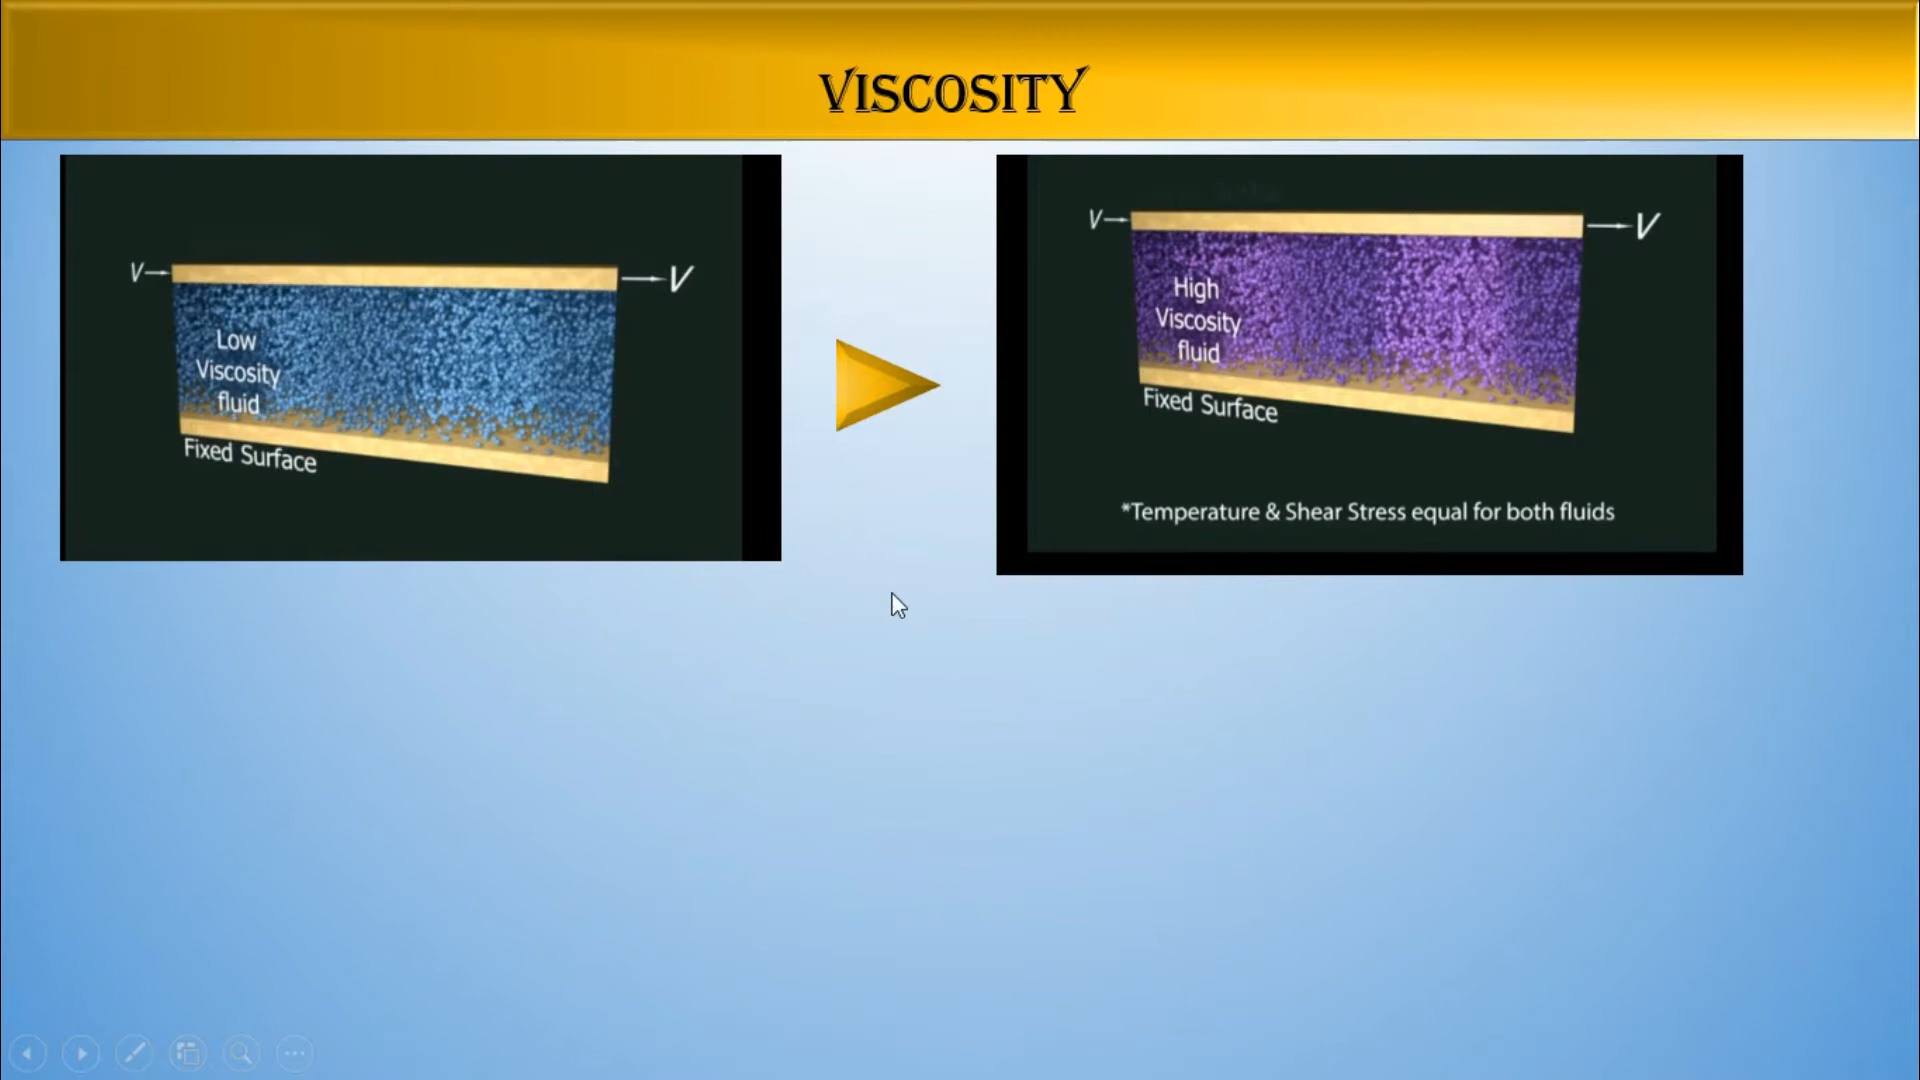 VISCOSITY
V
V
Low
Viscosity
fluid
Fixed Surface
V
V
High
Viscosity
fluid
Fixed Surface
*Temperature & Shear Stress equal for both fluids